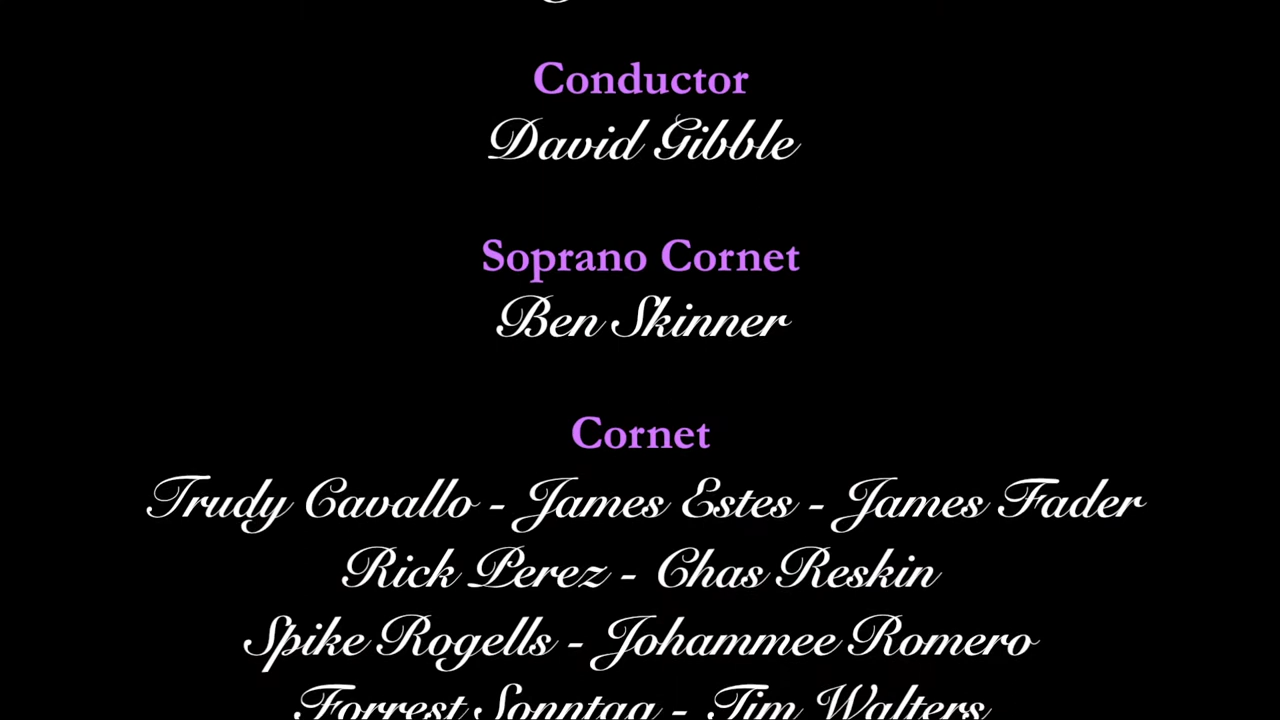 Conductor
David Gibble
Soprano Cornet
Ben Skinner
Cornet
Trudy Cavallo - James Estes - James Fader
Rick Perez - Chas Reskin
Spike Rogells - Johammee Romero
Forrest Sonntag - Tim Walters